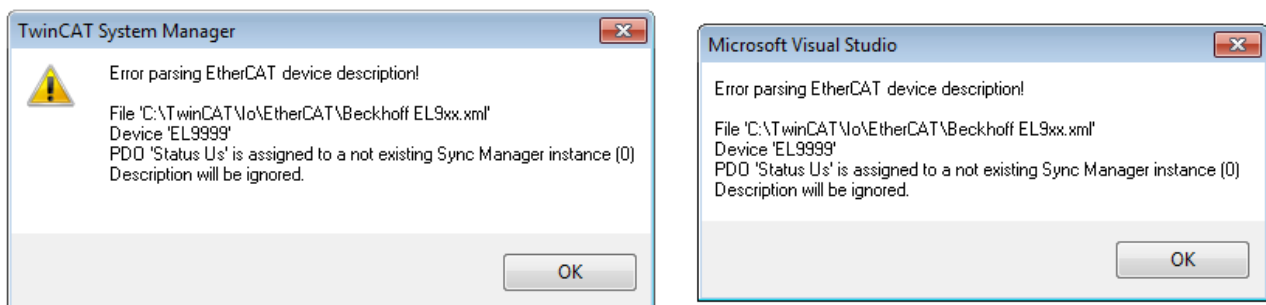 TwinCAT System Manager
Error parsing EtherCAT device description!
File 'C:\TwinCAT\Io\EtherCAT\Beckhoff EL9xx.xml'
Device 'EL9999'
PDO 'Status Us' is assigned to a not existing Sync Manager instance (0)
Description will be ignored.
OK
Microsoft Visual Studio
Error parsing EtherCAT device description!
File 'C:\TwinCAT\Io\EtherCAT\Beckhoff EL9xx.xml'
Device 'EL9999'
PDO 'Status Us' is assigned to a not existing Sync Manager instance (0)
Description will be ignored.
OK